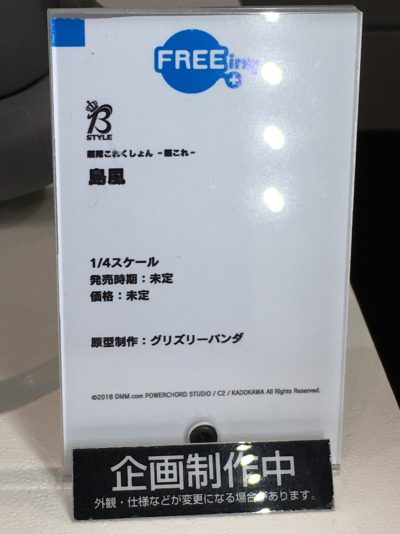 FREEing
B
STYLE
艦隊これくしょん -艦これ-
島風
1/4スケール
発売時期：未定
価格：未定
原型制作：グリズリーパンダ
©2018 DMM.com POWERCHORD STUDIO / C2 / KADOKAWA All Rights Reserved.
企画制作中
外観・仕様などが変更になる場合があります。